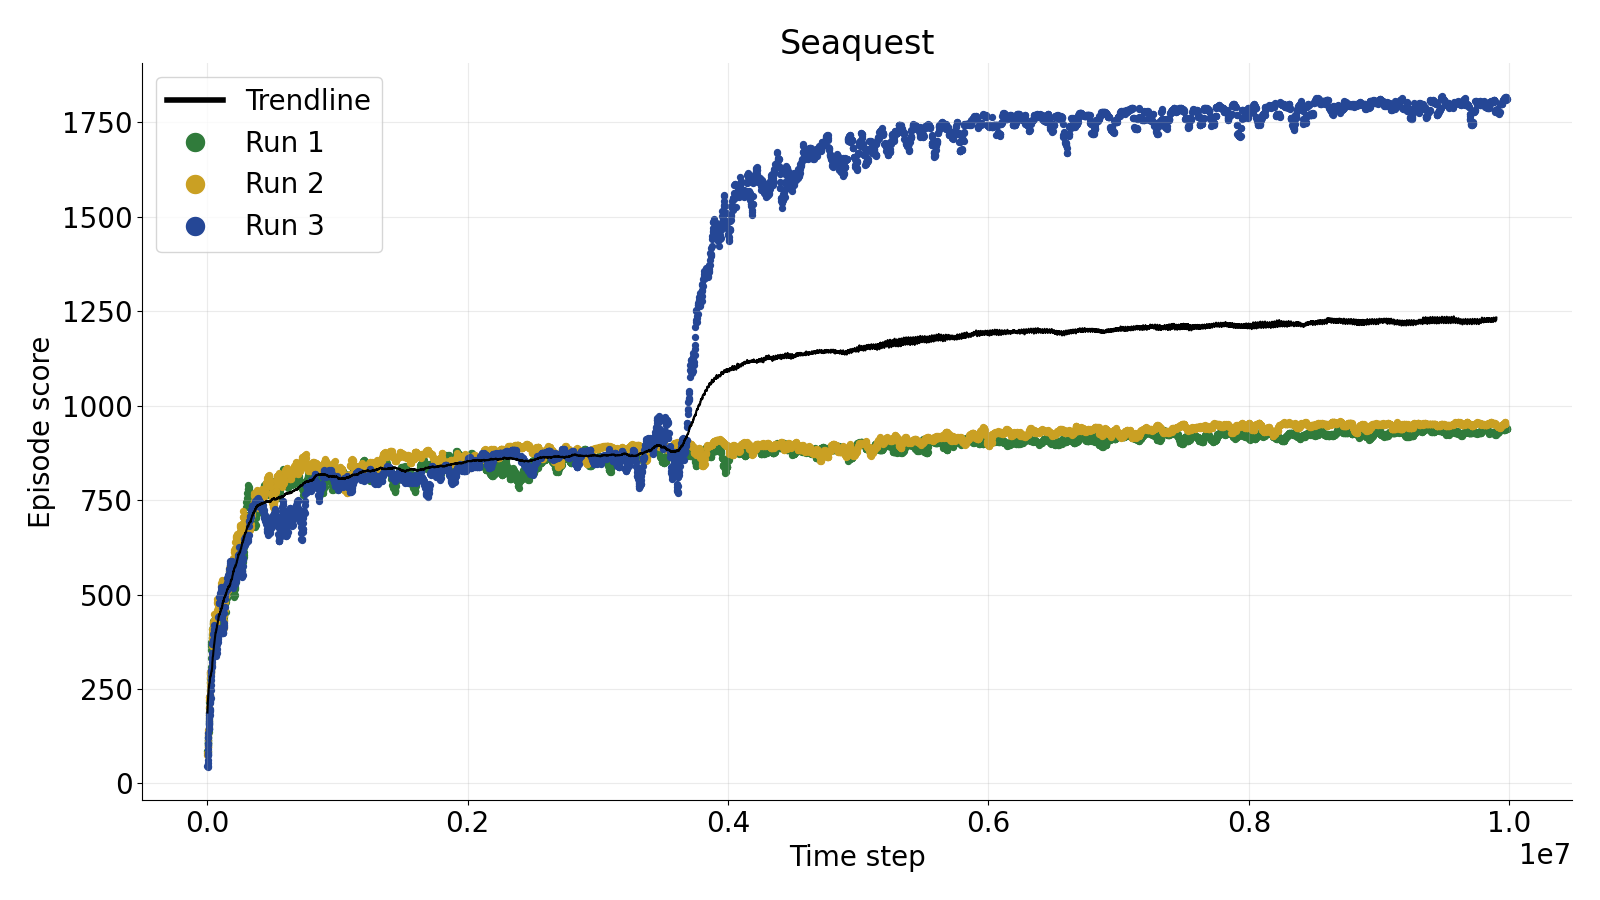 Seaquest
Trendline
Run 1
Run 2
Run 3
1750
1500
1250
1000
750
500
250
0
Episode score
0.0 0.2 0.4 0.6 0.8 1.0
1e7
Time step